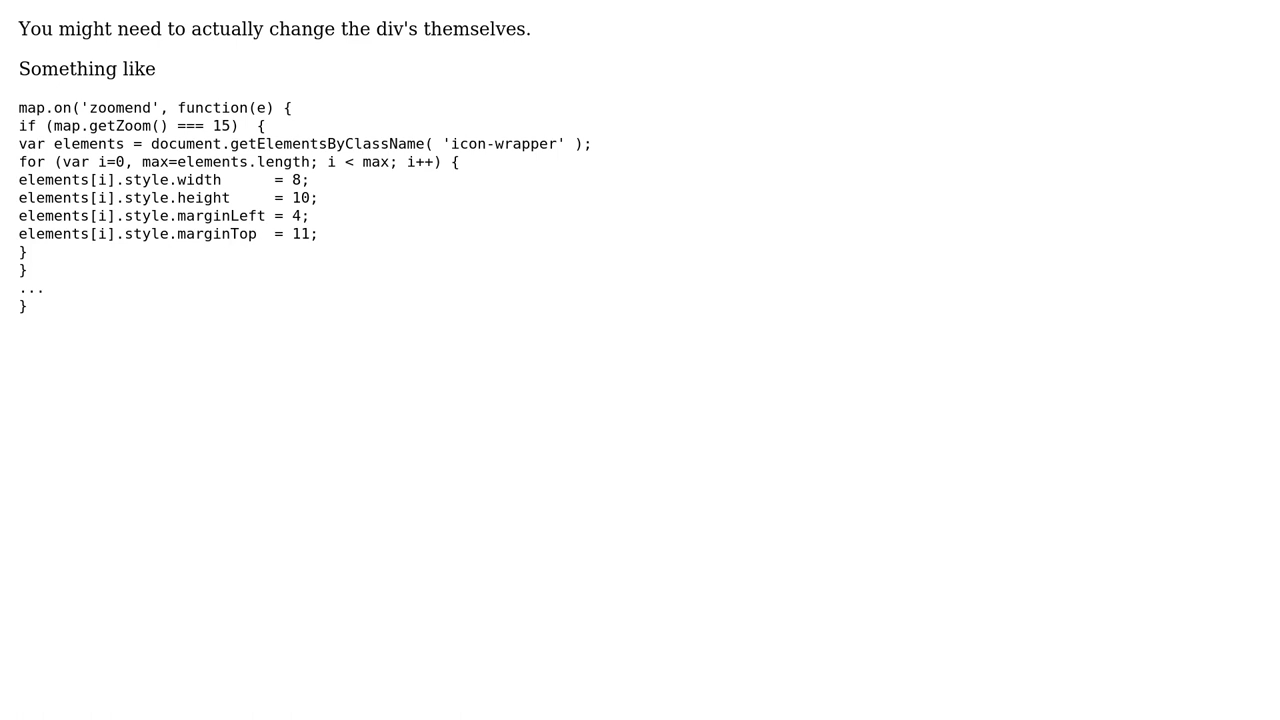 You might need to actually change the div's themselves.
Something like
map.on('zoomend', function(e) {
if (map.getZoom() === 15)  {
var elements = document.getElementsByClassName( 'icon-wrapper' );
for (var i=0, max=elements.length; i < max; i++) {
elements[i].style.width      = 8;
elements[i].style.height     = 10;
elements[i].style.marginLeft = 4;
elements[i].style.marginTop  = 11;
}
}
...
}